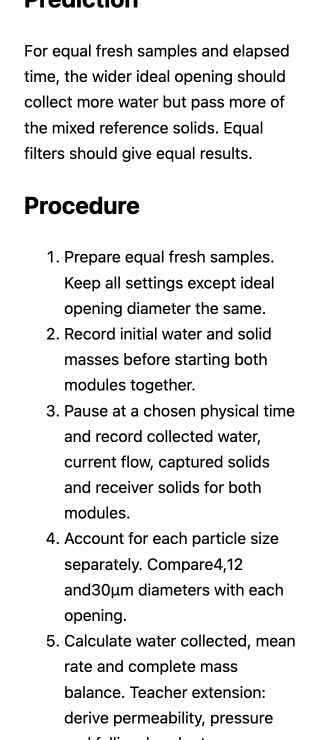 Prediction
For equal fresh samples and elapsed
time, the wider ideal opening should
collect more water but pass more of
the mixed reference solids. Equal
filters should give equal results.
Procedure
1. Prepare equal fresh samples.
Keep all settings except ideal
opening diameter the same.
2. Record initial water and solid
masses before starting both
modules together.
3. Pause at a chosen physical time
and record collected water,
current flow, captured solids
and receiver solids for both
modules.
4. Account for each particle size
separately. Compare4,12
and30μm diameters with each
opening.
5. Calculate water collected, mean
rate and complete mass
balance. Teacher extension:
derive permeability, pressure